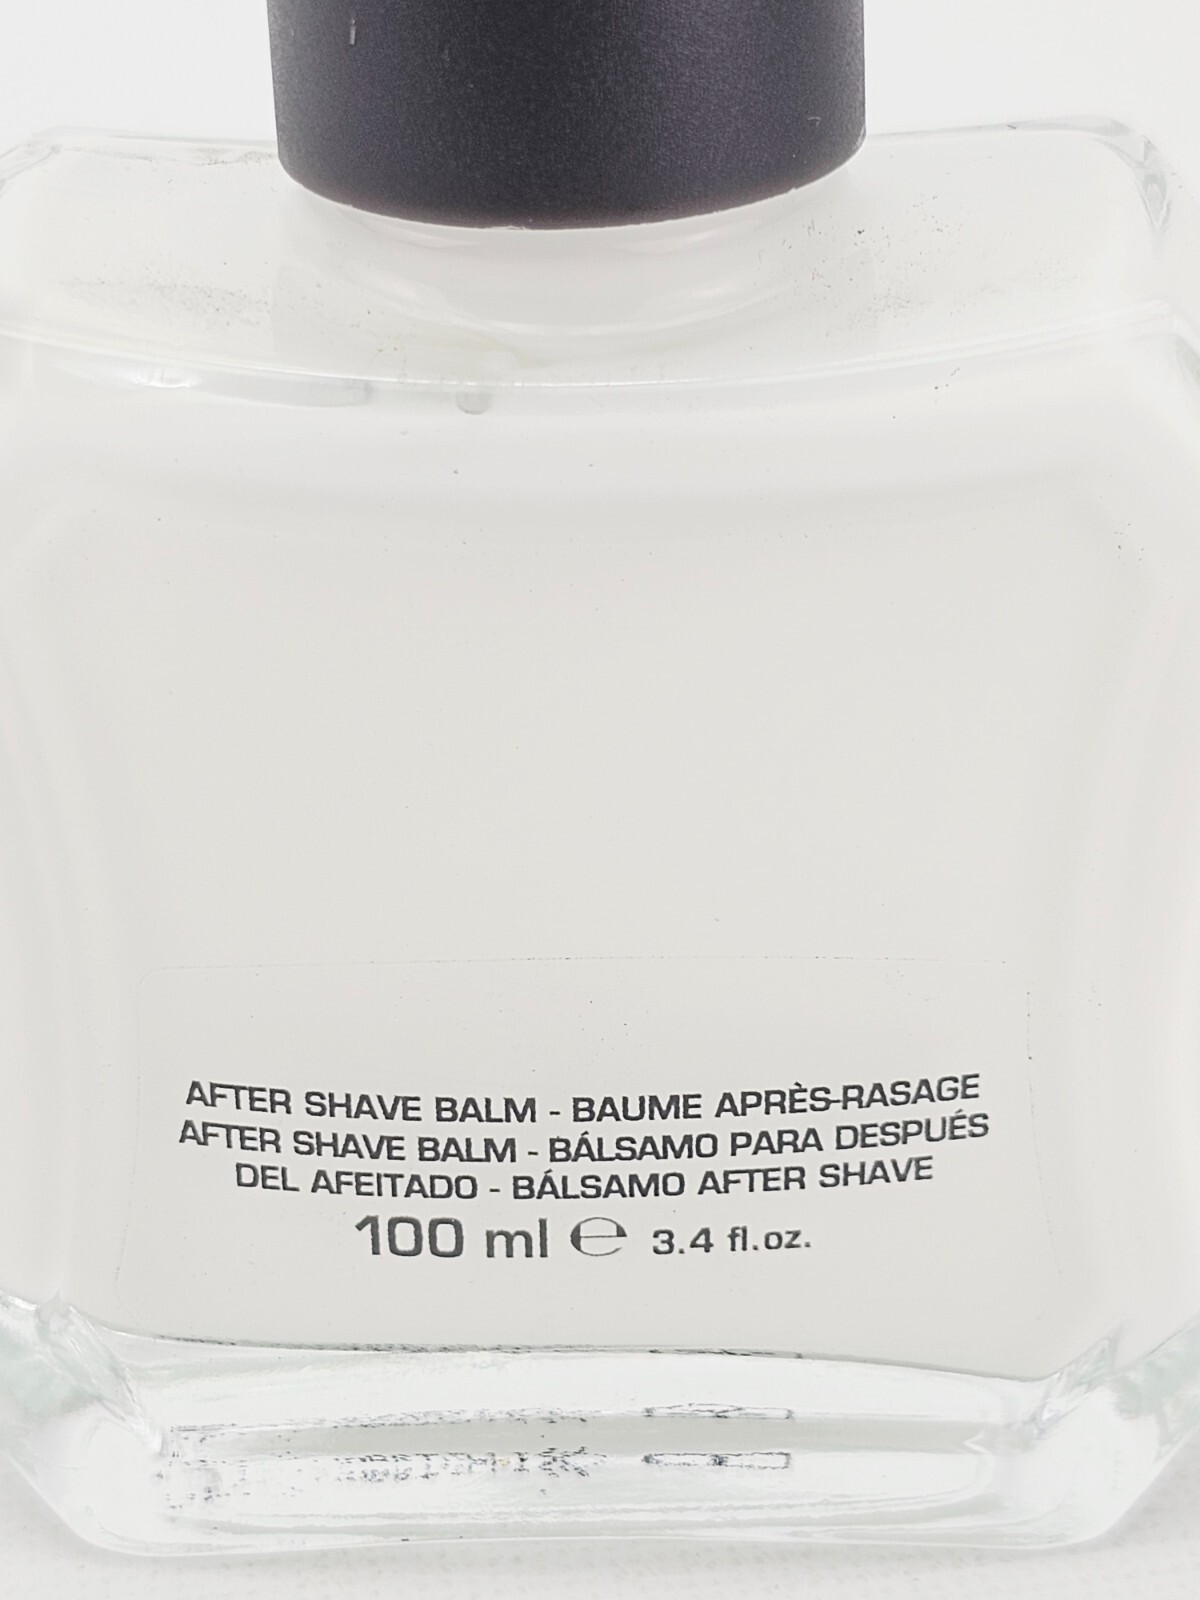 AFTER SHAVE BALM - BAUME APRÈS-RASAGE
AFTER SHAVE BALM - BÁLSAMO PARA DESPUÉS
DEL AFEITADO - BÁLSAMO AFTER SHAVE
100 ml ℮ 3.4 fl.oz.